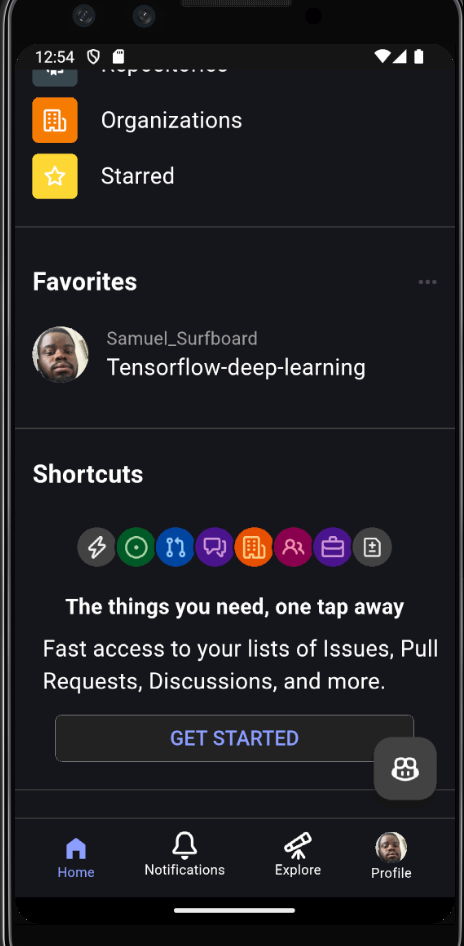 12:54
Repositories
Organizations
Starred
Favorites
Samuel_Surfboard
Tensorflow-deep-learning
Shortcuts
The things you need, one tap away
Fast access to your lists of Issues, Pull
Requests, Discussions, and more.
GET STARTED
Home
Notifications
Explore
Profile